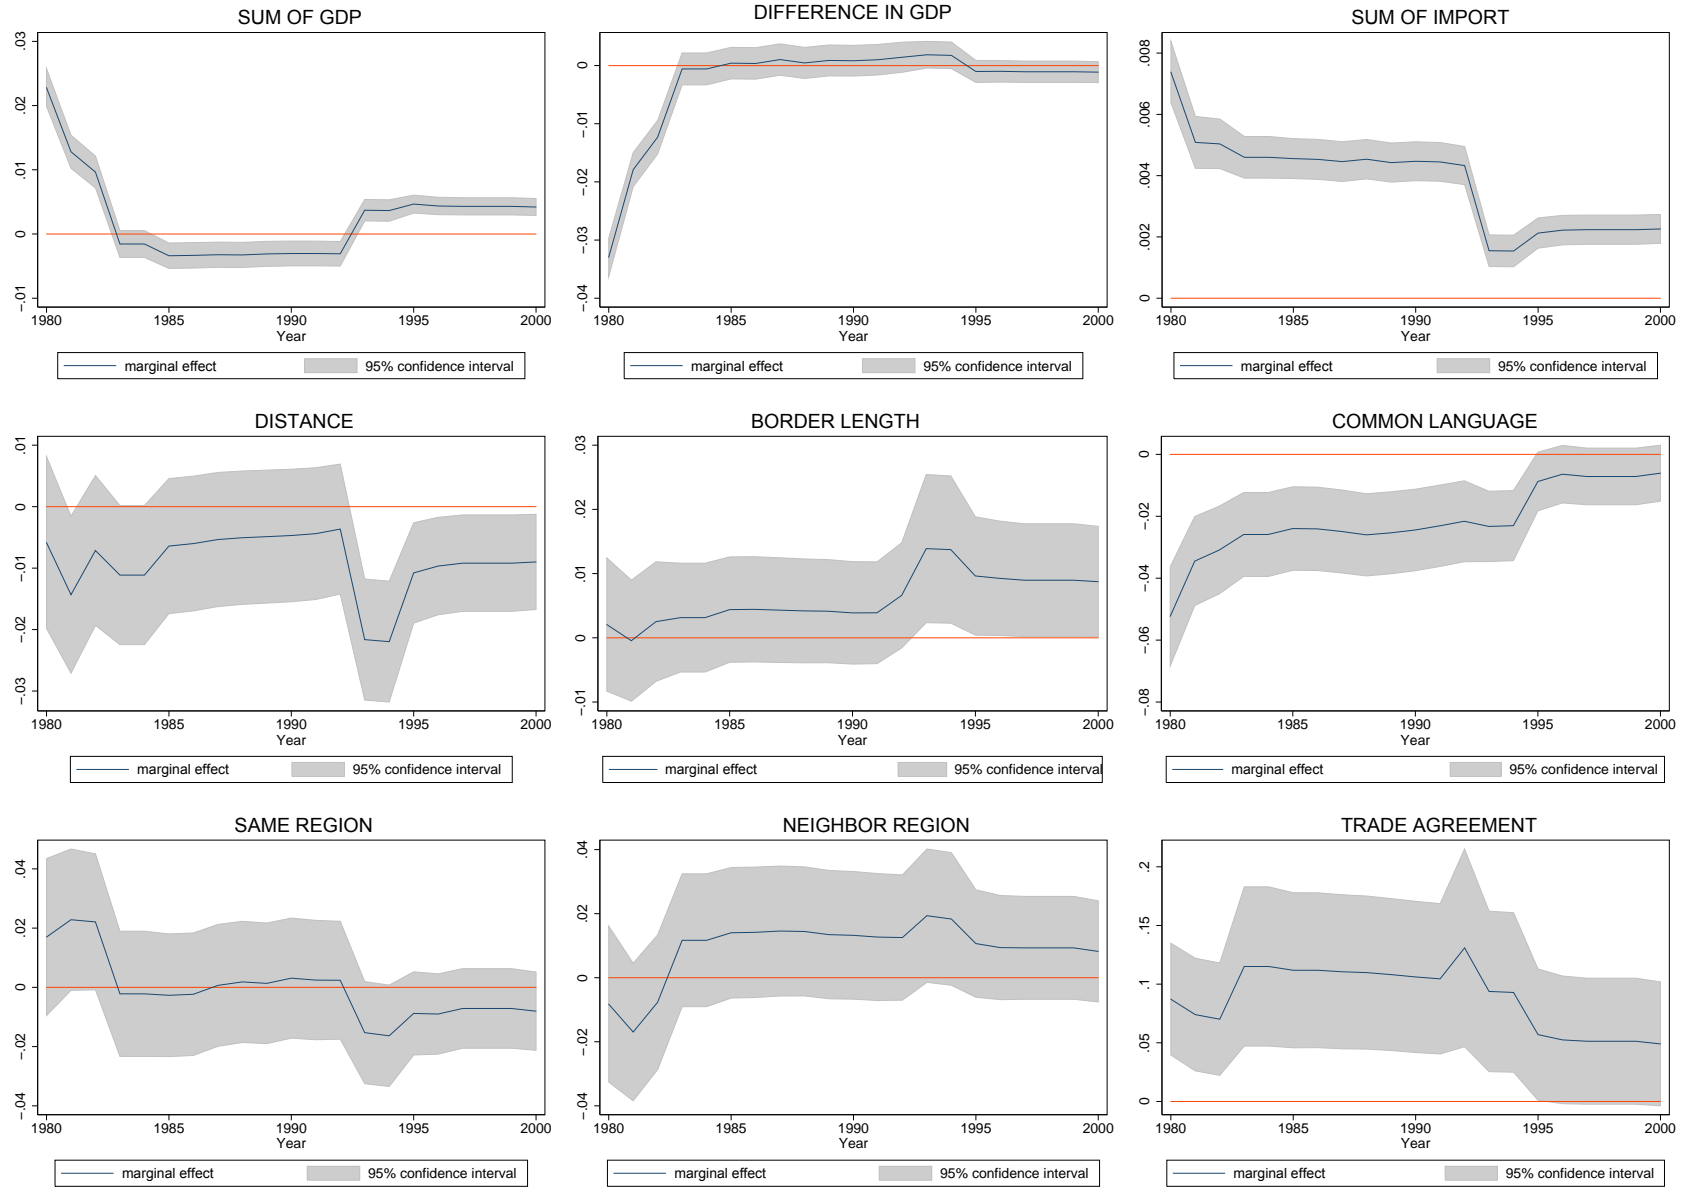 SUM OF GDP
.03
.02
.01
0
-.01
1980 1985 1990 1995 2000
Year
marginal effect 95% confidence interval
DIFFERENCE IN GDP
0
-.01
-.02
-.03
-.04
1980 1985 1990 1995 2000
Year
marginal effect 95% confidence interval
SUM OF IMPORT
.008
.006
.004
.002
0
1980 1985 1990 1995 2000
Year
marginal effect 95% confidence interval
DISTANCE
.01
0
-.01
-.02
-.03
1980 1985 1990 1995 2000
Year
marginal effect 95% confidence interval
BORDER LENGTH
.03
.02
.01
0
-.01
1980 1985 1990 1995 2000
Year
marginal effect 95% confidence interval
COMMON LANGUAGE
0
-.02
-.04
-.06
-.08
1980 1985 1990 1995 2000
Year
marginal effect 95% confidence interval
SAME REGION
.04
.02
0
-.02
-.04
1980 1985 1990 1995 2000
Year
marginal effect 95% confidence interval
NEIGHBOR REGION
.04
.02
0
-.02
-.04
1980 1985 1990 1995 2000
Year
marginal effect 95% confidence interval
TRADE AGREEMENT
.2
.15
.1
.05
0
1980 1985 1990 1995 2000
Year
marginal effect 95% confidence interval